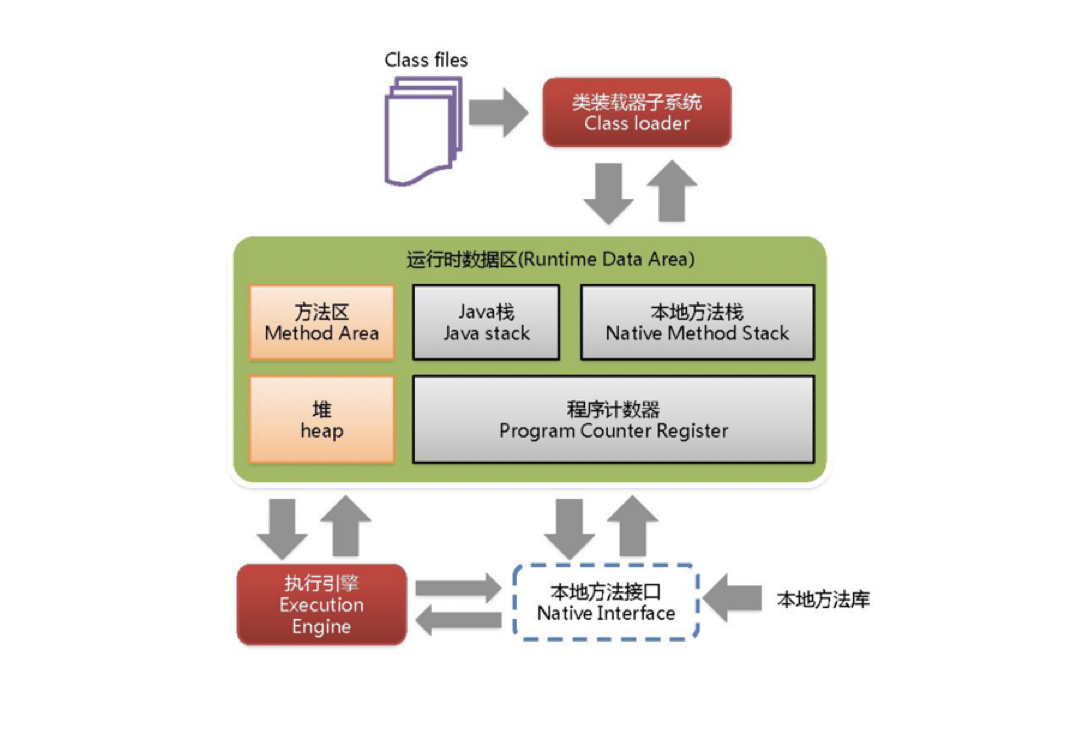 Class files
类装载器子系统
Class loader
运行时数据区(Runtime Data Area)
方法区
Method Area
Java栈
Java stack
本地方法栈
Native Method Stack
堆
heap
程序计数器
Program Counter Register
执行引擎
Execution
Engine
本地方法接口
Native Interface
本地方法库